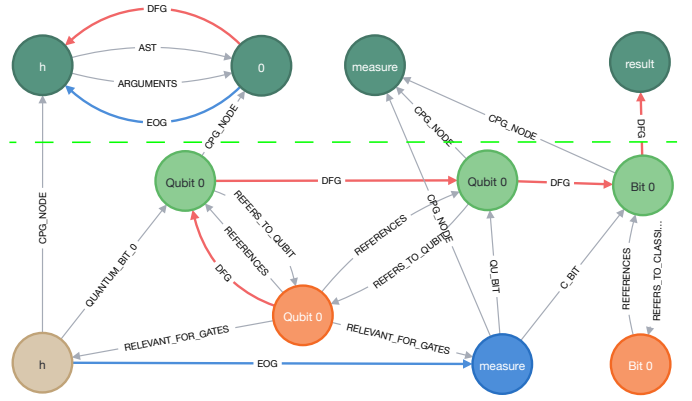 DFG
h
AST
ARGUMENTS
0
EOG
measure
result
CPG_NODE
CPG_NODE
CPG_NODE
DFG
Qubit 0
DFG
Qubit 0
DFG
Bit 0
CPG_NODE
QUANTUM_BIT_0
REFERS_TO_QUBIT
REFERENCES
DFG
REFERENCES
REFERS_TO_QUBIT
CPG_NODE
QU_BIT
C_BIT
REFERENCES
REFERS_TO_CLASSI...
Qubit 0
RELEVANT_FOR_GATES
RELEVANT_FOR_GATES
h
EOG
measure
Bit 0